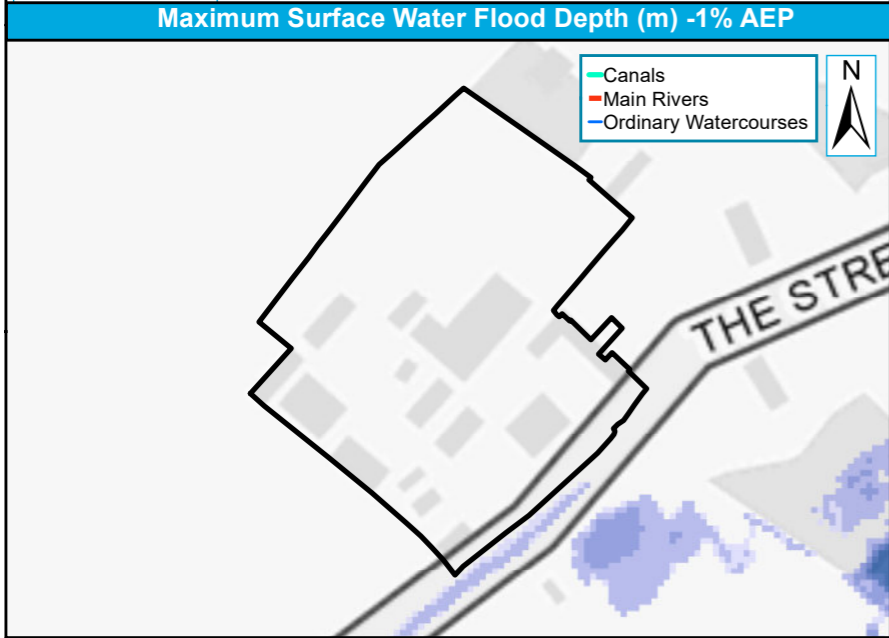 Maximum Surface Water Flood Depth (m) -1% AEP
Canals
Main Rivers
Ordinary Watercourses
N
THE STRE